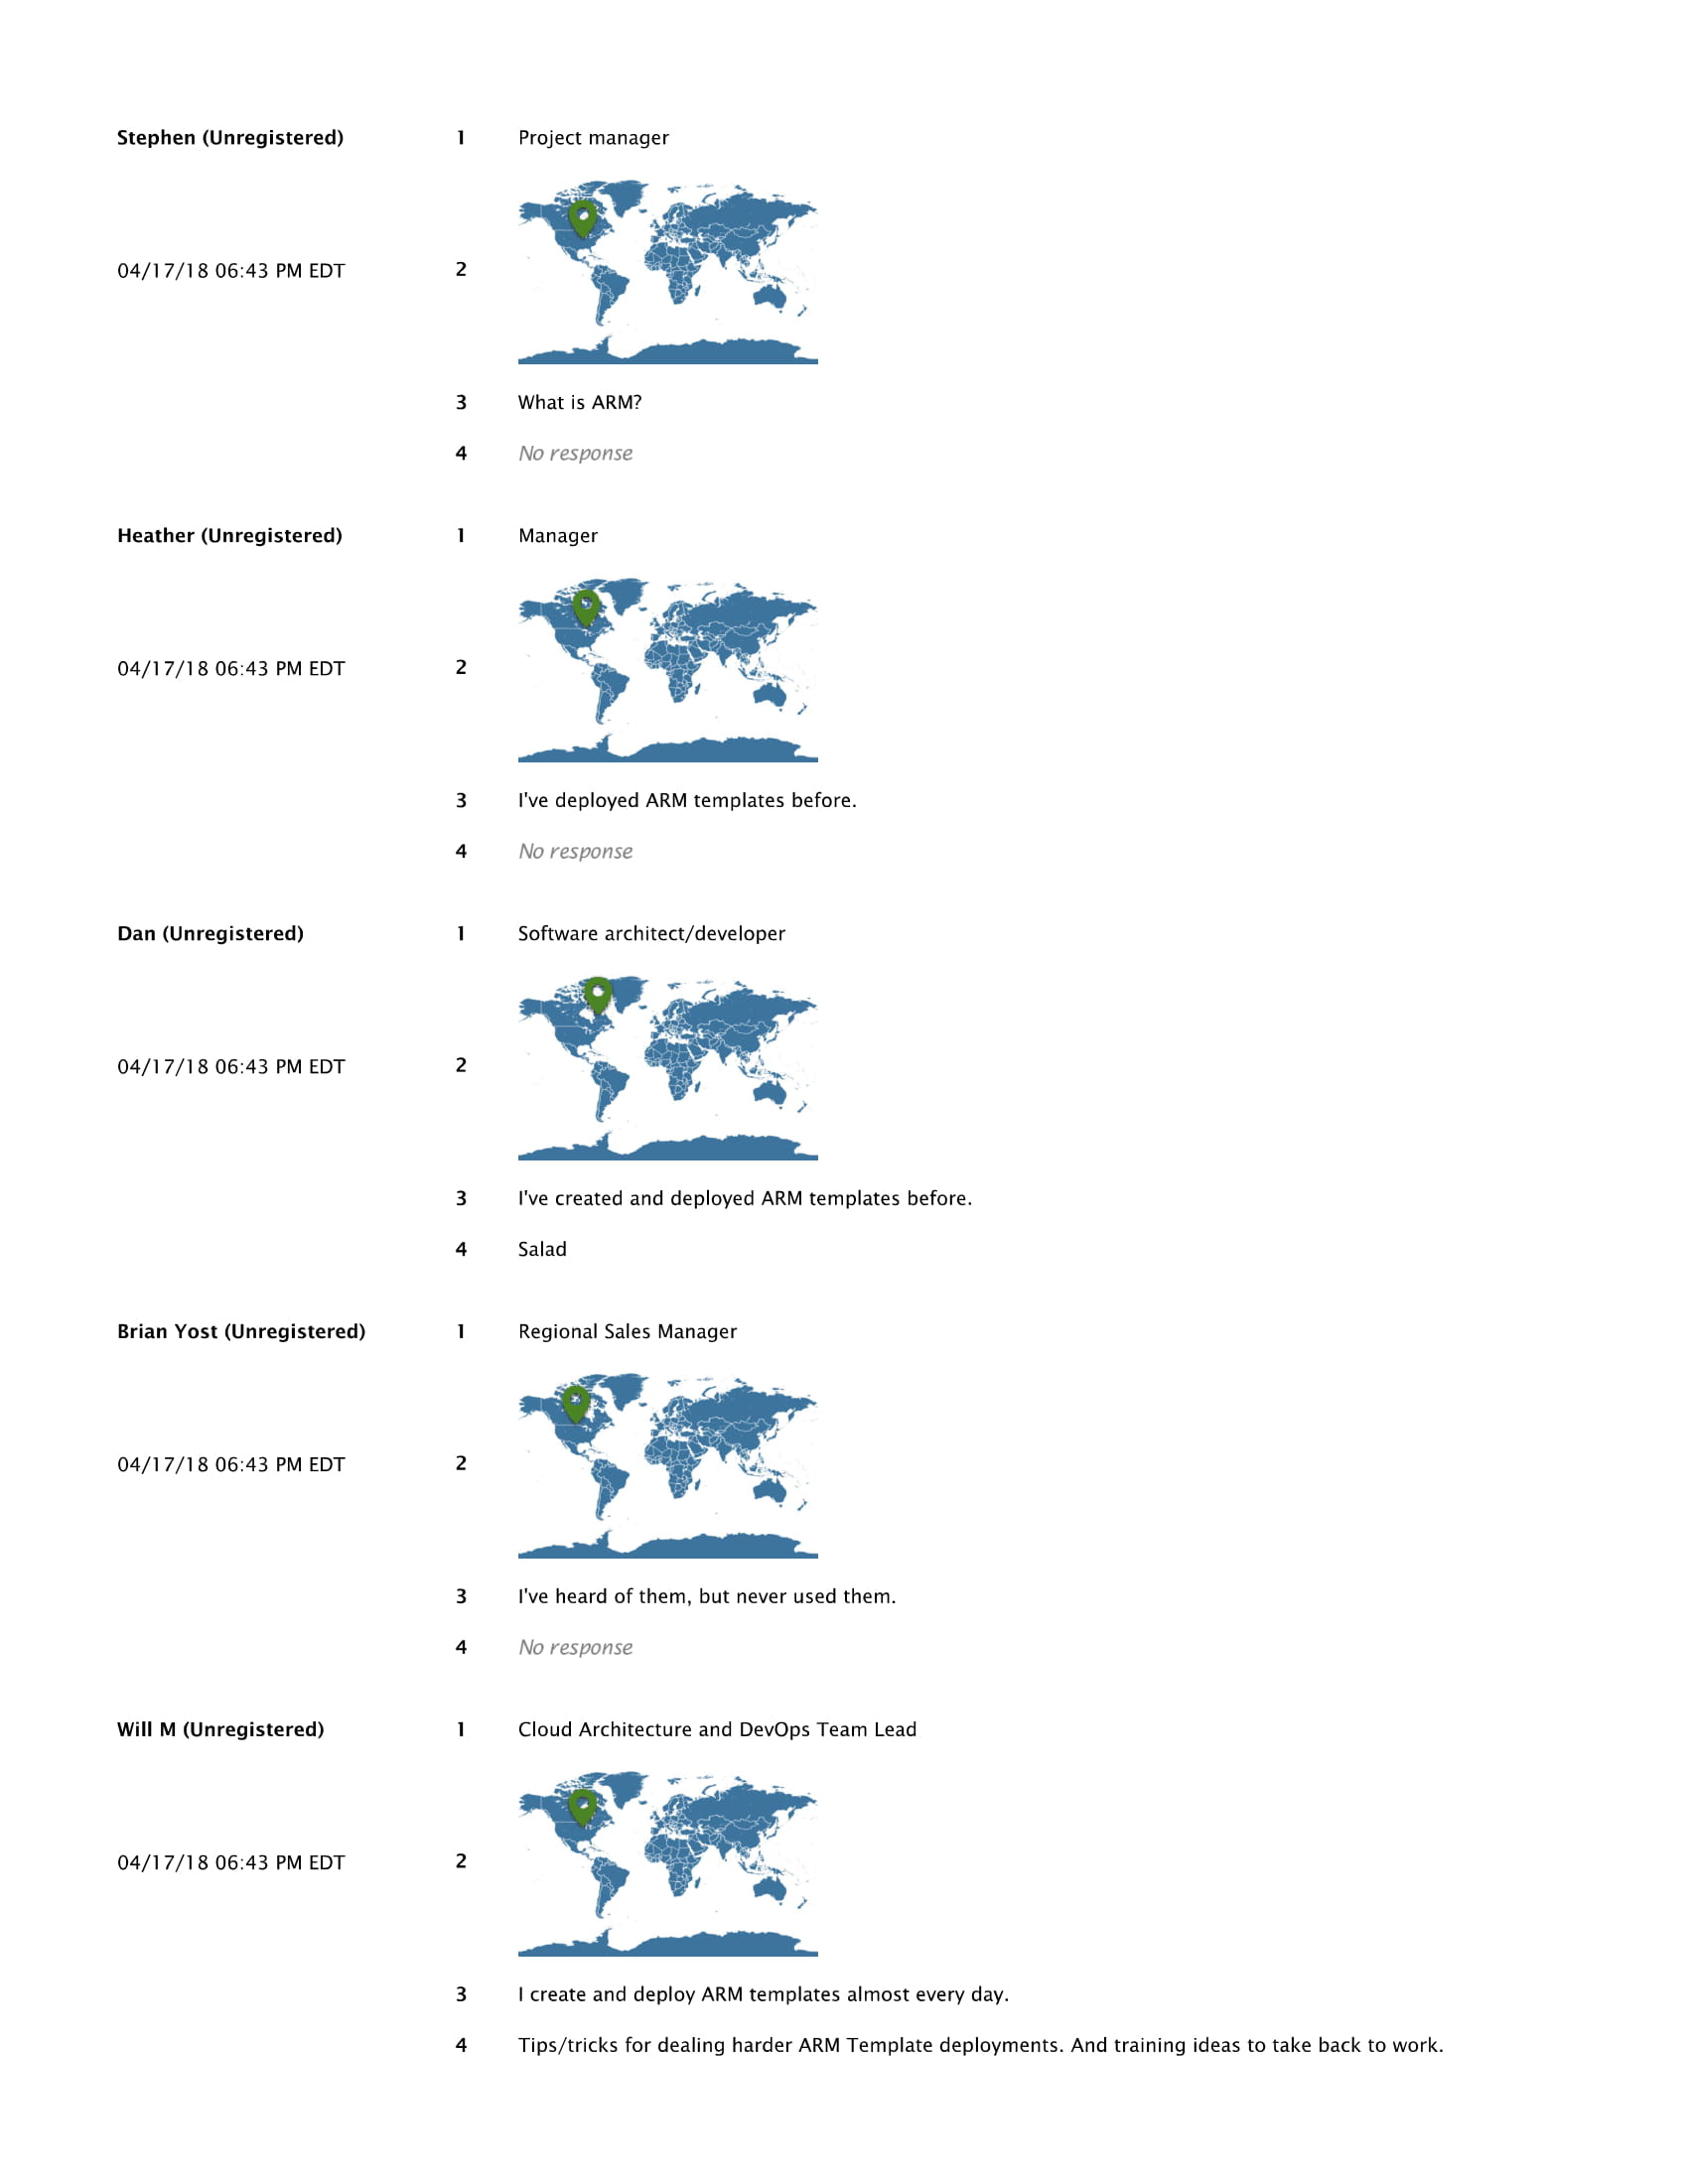 Stephen (Unregistered) 1 Project manager
04/17/18 06:43 PM EDT 2
3 What is ARM?
4 No response
Heather (Unregistered) 1 Manager
04/17/18 06:43 PM EDT 2
3 I've deployed ARM templates before.
4 No response
Dan (Unregistered) 1 Software architect/developer
04/17/18 06:43 PM EDT 2
3 I've created and deployed ARM templates before.
4 Salad
Brian Yost (Unregistered) 1 Regional Sales Manager
04/17/18 06:43 PM EDT 2
3 I've heard of them, but never used them.
4 No response
Will M (Unregistered) 1 Cloud Architecture and DevOps Team Lead
04/17/18 06:43 PM EDT 2
3 I create and deploy ARM templates almost every day.
4 Tips/tricks for dealing harder ARM Template deployments. And training ideas to take back to work.